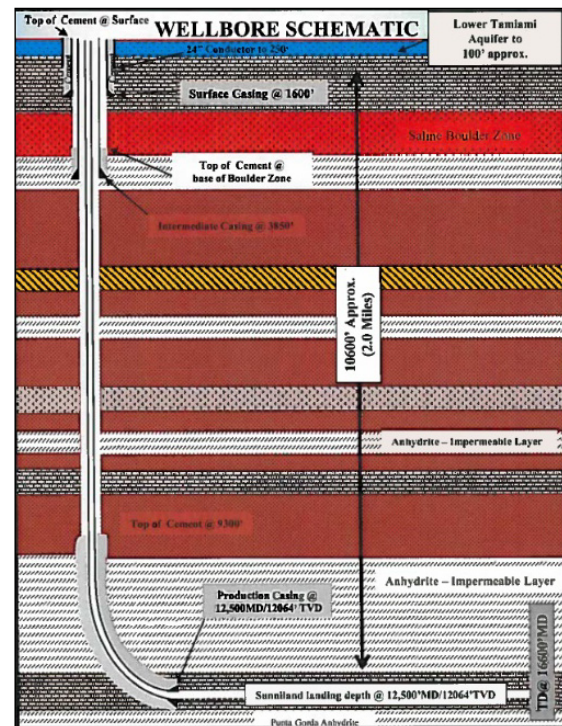 Top of Cement @ Surface
WELLBORE SCHEMATIC
Lower Tamiami
Aquifer to
100' approx.
24" Conductor to 250'
Surface Casing @ 1600'
Saline Boulder Zone
Top of Cement @
base of Boulder Zone
Intermediate Casing @ 3850'
10600' Approx.
(2.0 Miles)
Anhydrite – Impermeable Layer
Top of Cement @ 9300'
Anhydrite – Impermeable Layer
Production Casing @
12,500MD/12064' TVD
TD@ 16600'MD
Sunniland landing depth @ 12,500'MD/12064'TVD
Punta Gorda Anhydrite